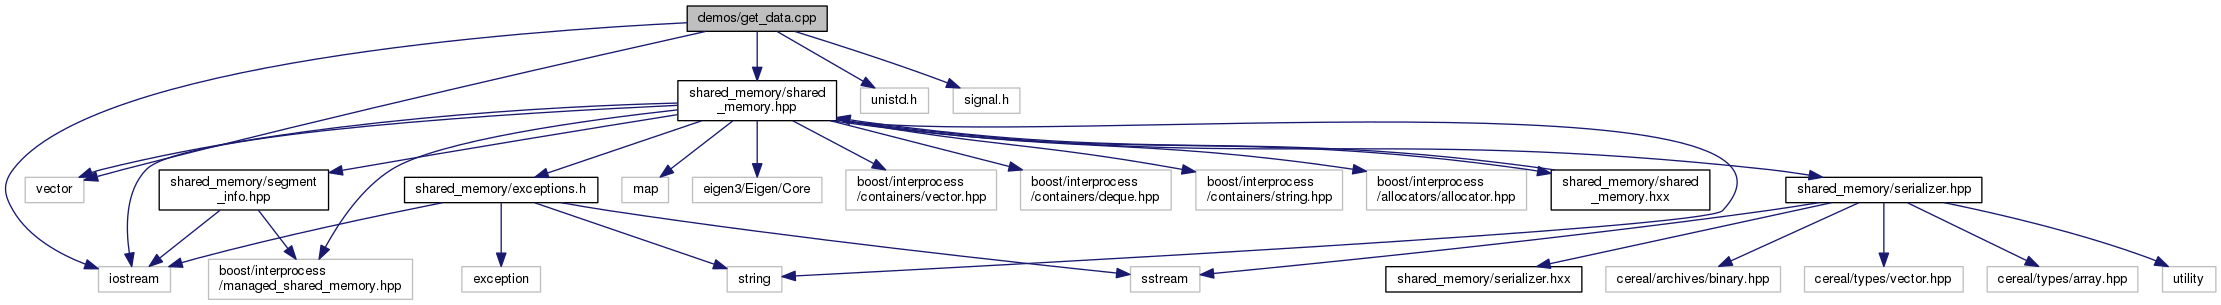 demos/get_data.cpp
shared_memory/shared
_memory.hpp
unistd.h
signal.h
vector
shared_memory/segment
_info.hpp
shared_memory/exceptions.h
map
eigen3/Eigen/Core
boost/interprocess
/containers/vector.hpp
boost/interprocess
/containers/deque.hpp
boost/interprocess
/containers/string.hpp
boost/interprocess
/allocators/allocator.hpp
shared_memory/shared
_memory.hxx
shared_memory/serializer.hpp
iostream
boost/interprocess
/managed_shared_memory.hpp
exception
string
sstream
shared_memory/serializer.hxx
cereal/archives/binary.hpp
cereal/types/vector.hpp
cereal/types/array.hpp
utility